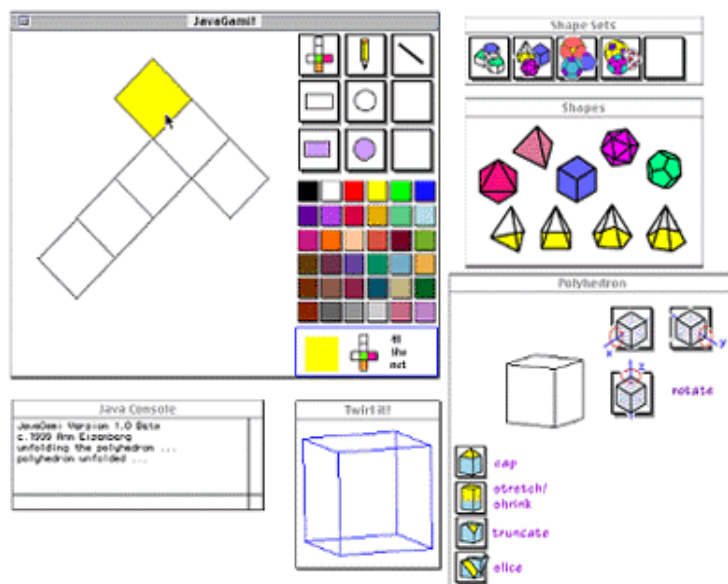 JavaGami!
fill
the
net
Java Console
JavaGami Version 1.0 Beta
c.1999 Ann Eisenberg
unfolding the polyhedron ...
polyhedron unfolded ...
Twirl it!
Shape Sets
Shapes
Polyhedron
x
y
z
rotate
cap
stretch/
shrink
truncate
slice